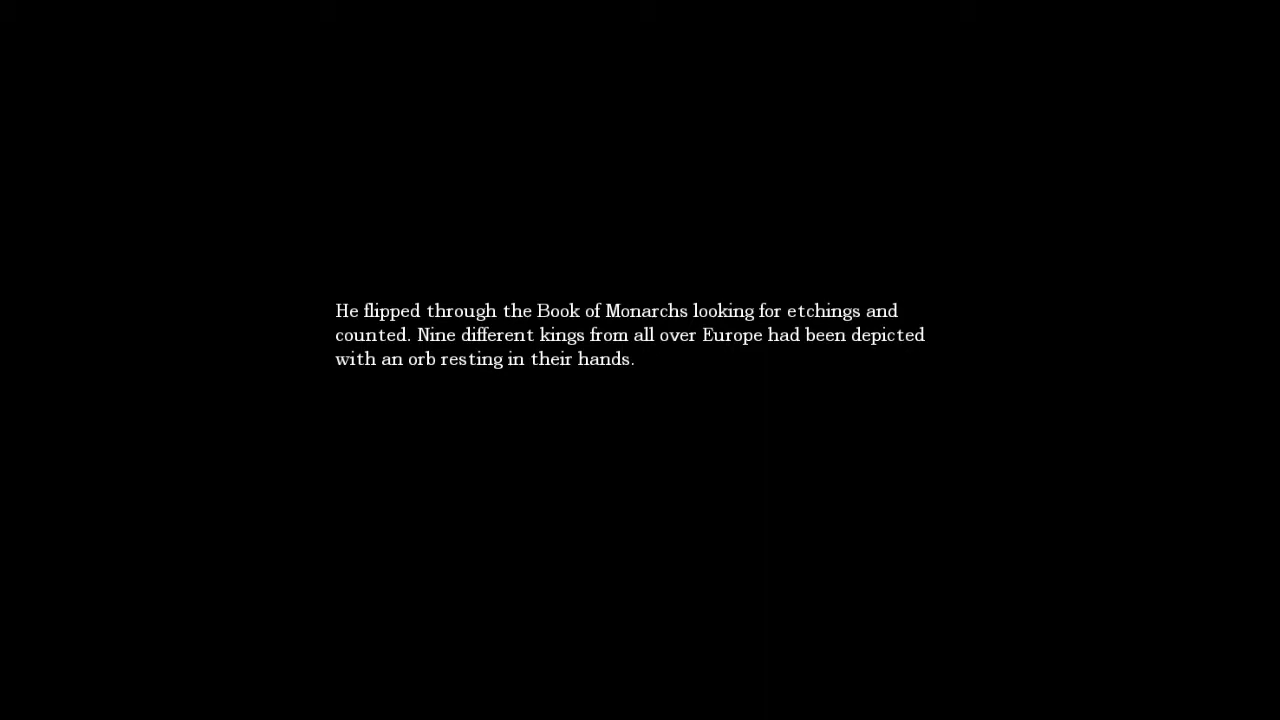 He flipped through the Book of Monarchs looking for etchings and
counted. Nine different kings from all over Europe had been depicted
with an orb resting in their hands.